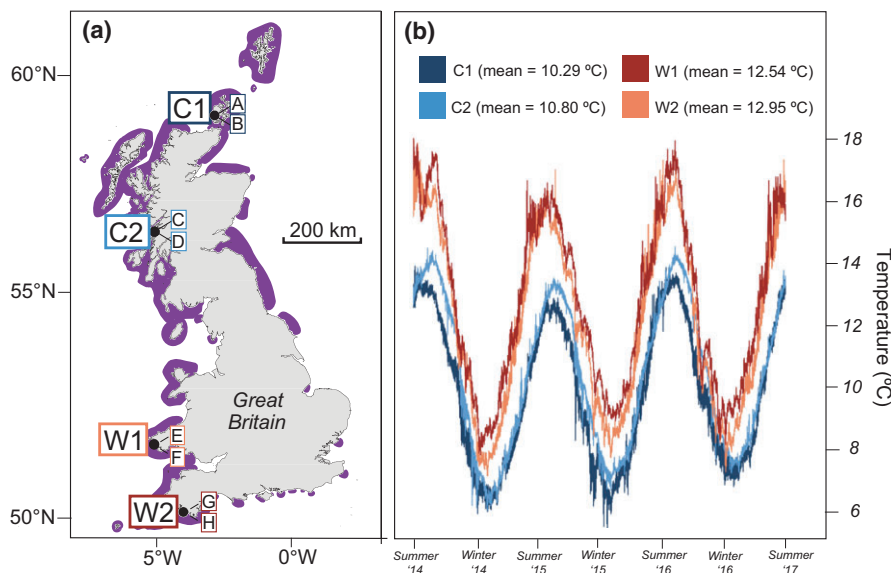 (a)
60°N
55°N
50°N
5°W
0°W
C1
A
B
C2
C
D
200 km
Great
Britain
W1
E
F
W2
G
H
(b)
C1 (mean = 10.29 ºC)
W1 (mean = 12.54 ºC)
C2 (mean = 10.80 ºC)
W2 (mean = 12.95 ºC)
18
16
14
12
10
8
6
Temperature (ºC)
Summer '14
Winter '14
Summer '15
Winter '15
Summer '16
Winter '16
Summer '17